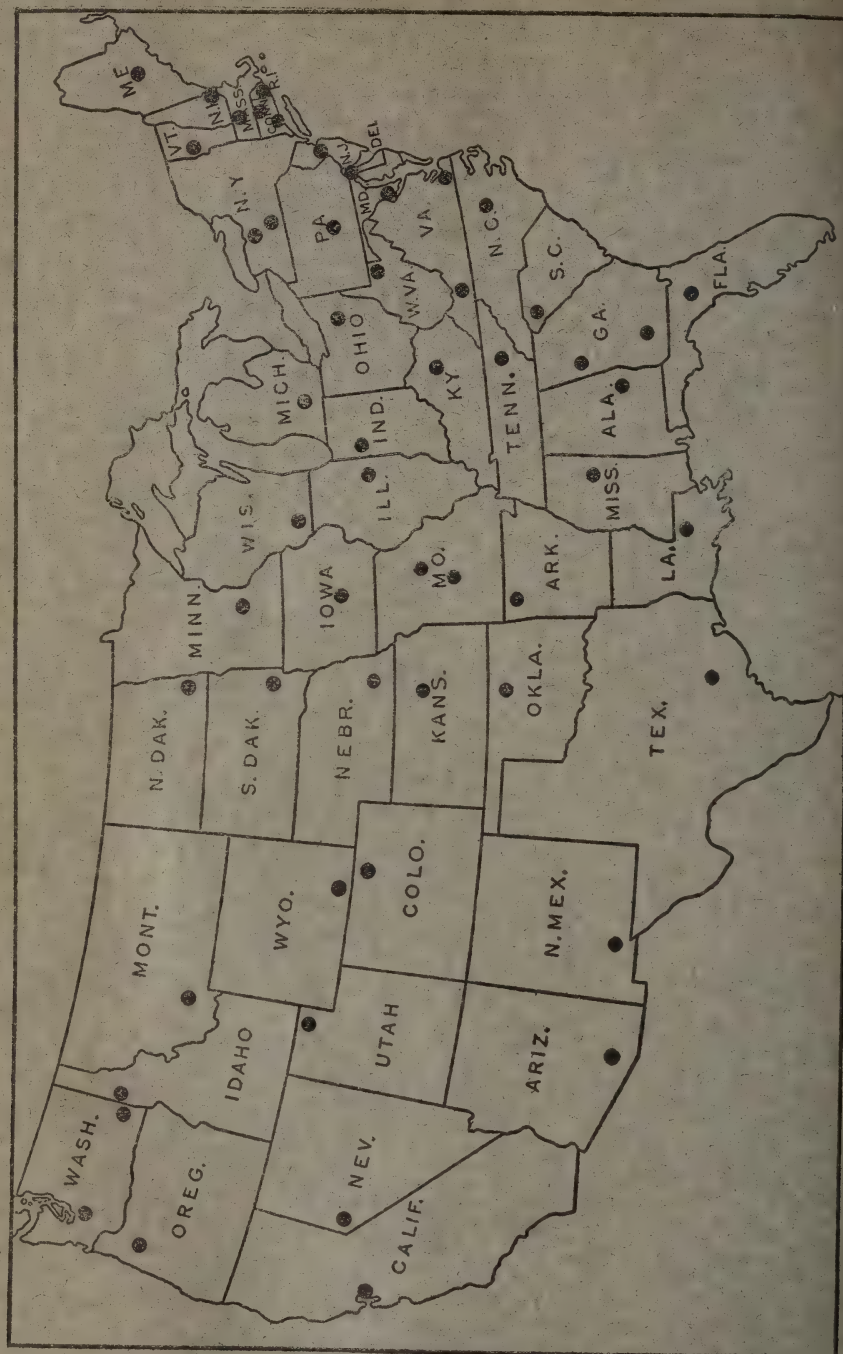 WASH.
OREG.
CALIF.
NEV.
IDAHO
MONT.
WYO.
UTAH
COLO.
ARIZ.
N.MEX.
N.DAK.
S.DAK.
NEBR.
KANS.
OKLA.
TEX.
MINN.
IOWA
MO.
ARK.
LA.
WIS.
ILL.
MICH.
IND.
OHIO
KY
TENN.
MISS.
ALA.
GA.
FLA.
S.C.
N.C.
VA.
W.VA
MD.
DEL
N.J.
PA
N.Y
VT.
N.H
ME
MASS.
CONN
R.I